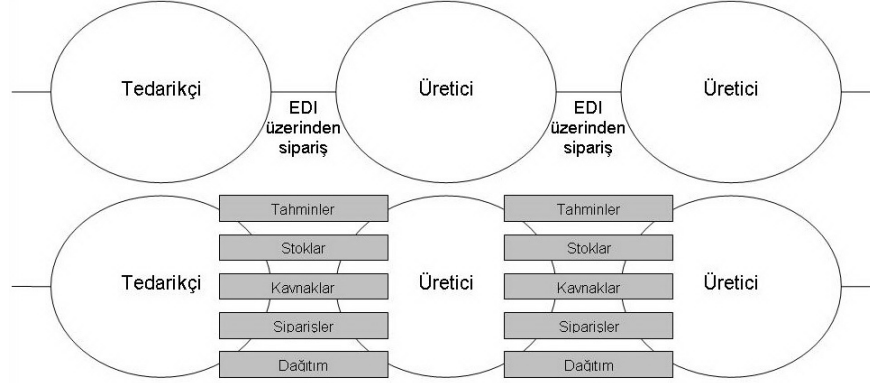 Tedarikçi
EDI
üzerinden
sipariş
Üretici
EDI
üzerinden
sipariş
Üretici
Tedarikçi
Tahminler
Stoklar
Kavnaklar
Siparişler
Dağıtım
Üretici
Tahminler
Stoklar
Kavnaklar
Siparişler
Dağıtım
Üretici